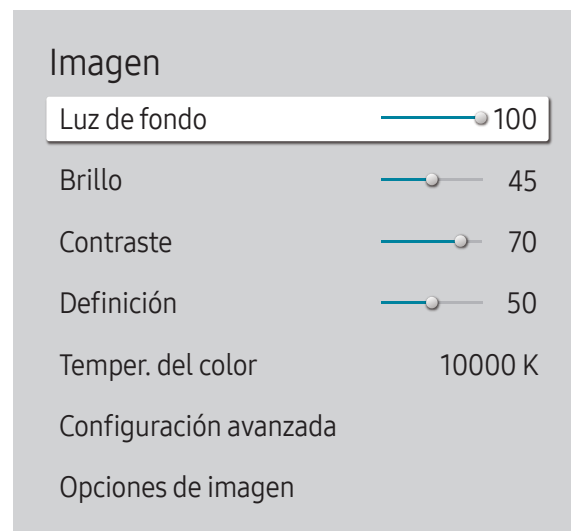 Imagen
Luz de fondo 100
Brillo 45
Contraste 70
Definición 50
Temper. del color 10000 K
Configuración avanzada
Opciones de imagen